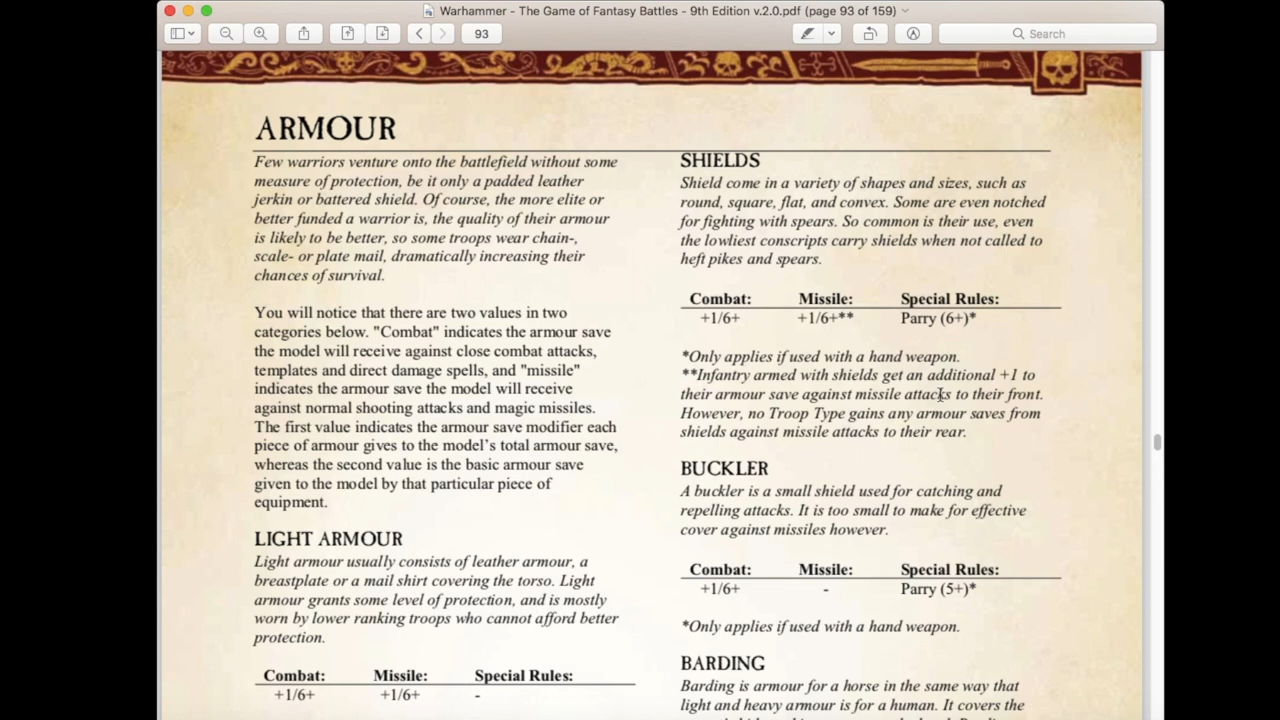 Warhammer - The Game of Fantasy Battles - 9th Edition v.2.0.pdf (page 93 of 159)
93
Search
ARMOUR
Few warriors venture onto the battlefield without some
measure of protection, be it only a padded leather
jerkin or battered shield. Of course, the more elite or
better funded a warrior is, the quality of their armour
is likely to be better, so some troops wear chain-,
scale- or plate mail, dramatically increasing their
chances of survival.
You will notice that there are two values in two
categories below. "Combat" indicates the armour save
the model will receive against close combat attacks,
templates and direct damage spells, and "missile"
indicates the armour save the model will receive
against normal shooting attacks and magic missiles.
The first value indicates the armour save modifier each
piece of armour gives to the model's total armour save,
whereas the second value is the basic armour save
given to the model by that particular piece of
equipment.
LIGHT ARMOUR
Light armour usually consists of leather armour, a
breastplate or a mail shirt covering the torso. Light
armour grants some level of protection, and is mostly
worn by lower ranking troops who cannot afford better
protection.
Combat: Missile: Special Rules:
+1/6+ +1/6+ -
SHIELDS
Shield come in a variety of shapes and sizes, such as
round, square, flat, and convex. Some are even notched
for fighting with spears. So common is their use, even
the lowliest conscripts carry shields when not called to
heft pikes and spears.
Combat: Missile: Special Rules:
+1/6+ +1/6+** Parry (6+)*
*Only applies if used with a hand weapon.
**Infantry armed with shields get an additional +1 to
their armour save against missile attacks to their front.
However, no Troop Type gains any armour saves from
shields against missile attacks to their rear.
BUCKLER
A buckler is a small shield used for catching and
repelling attacks. It is too small to make for effective
cover against missiles however.
Combat: Missile: Special Rules:
+1/6+ - Parry (5+)*
*Only applies if used with a hand weapon.
BARDING
Barding is armour for a horse in the same way that
light and heavy armour is for a human. It covers the